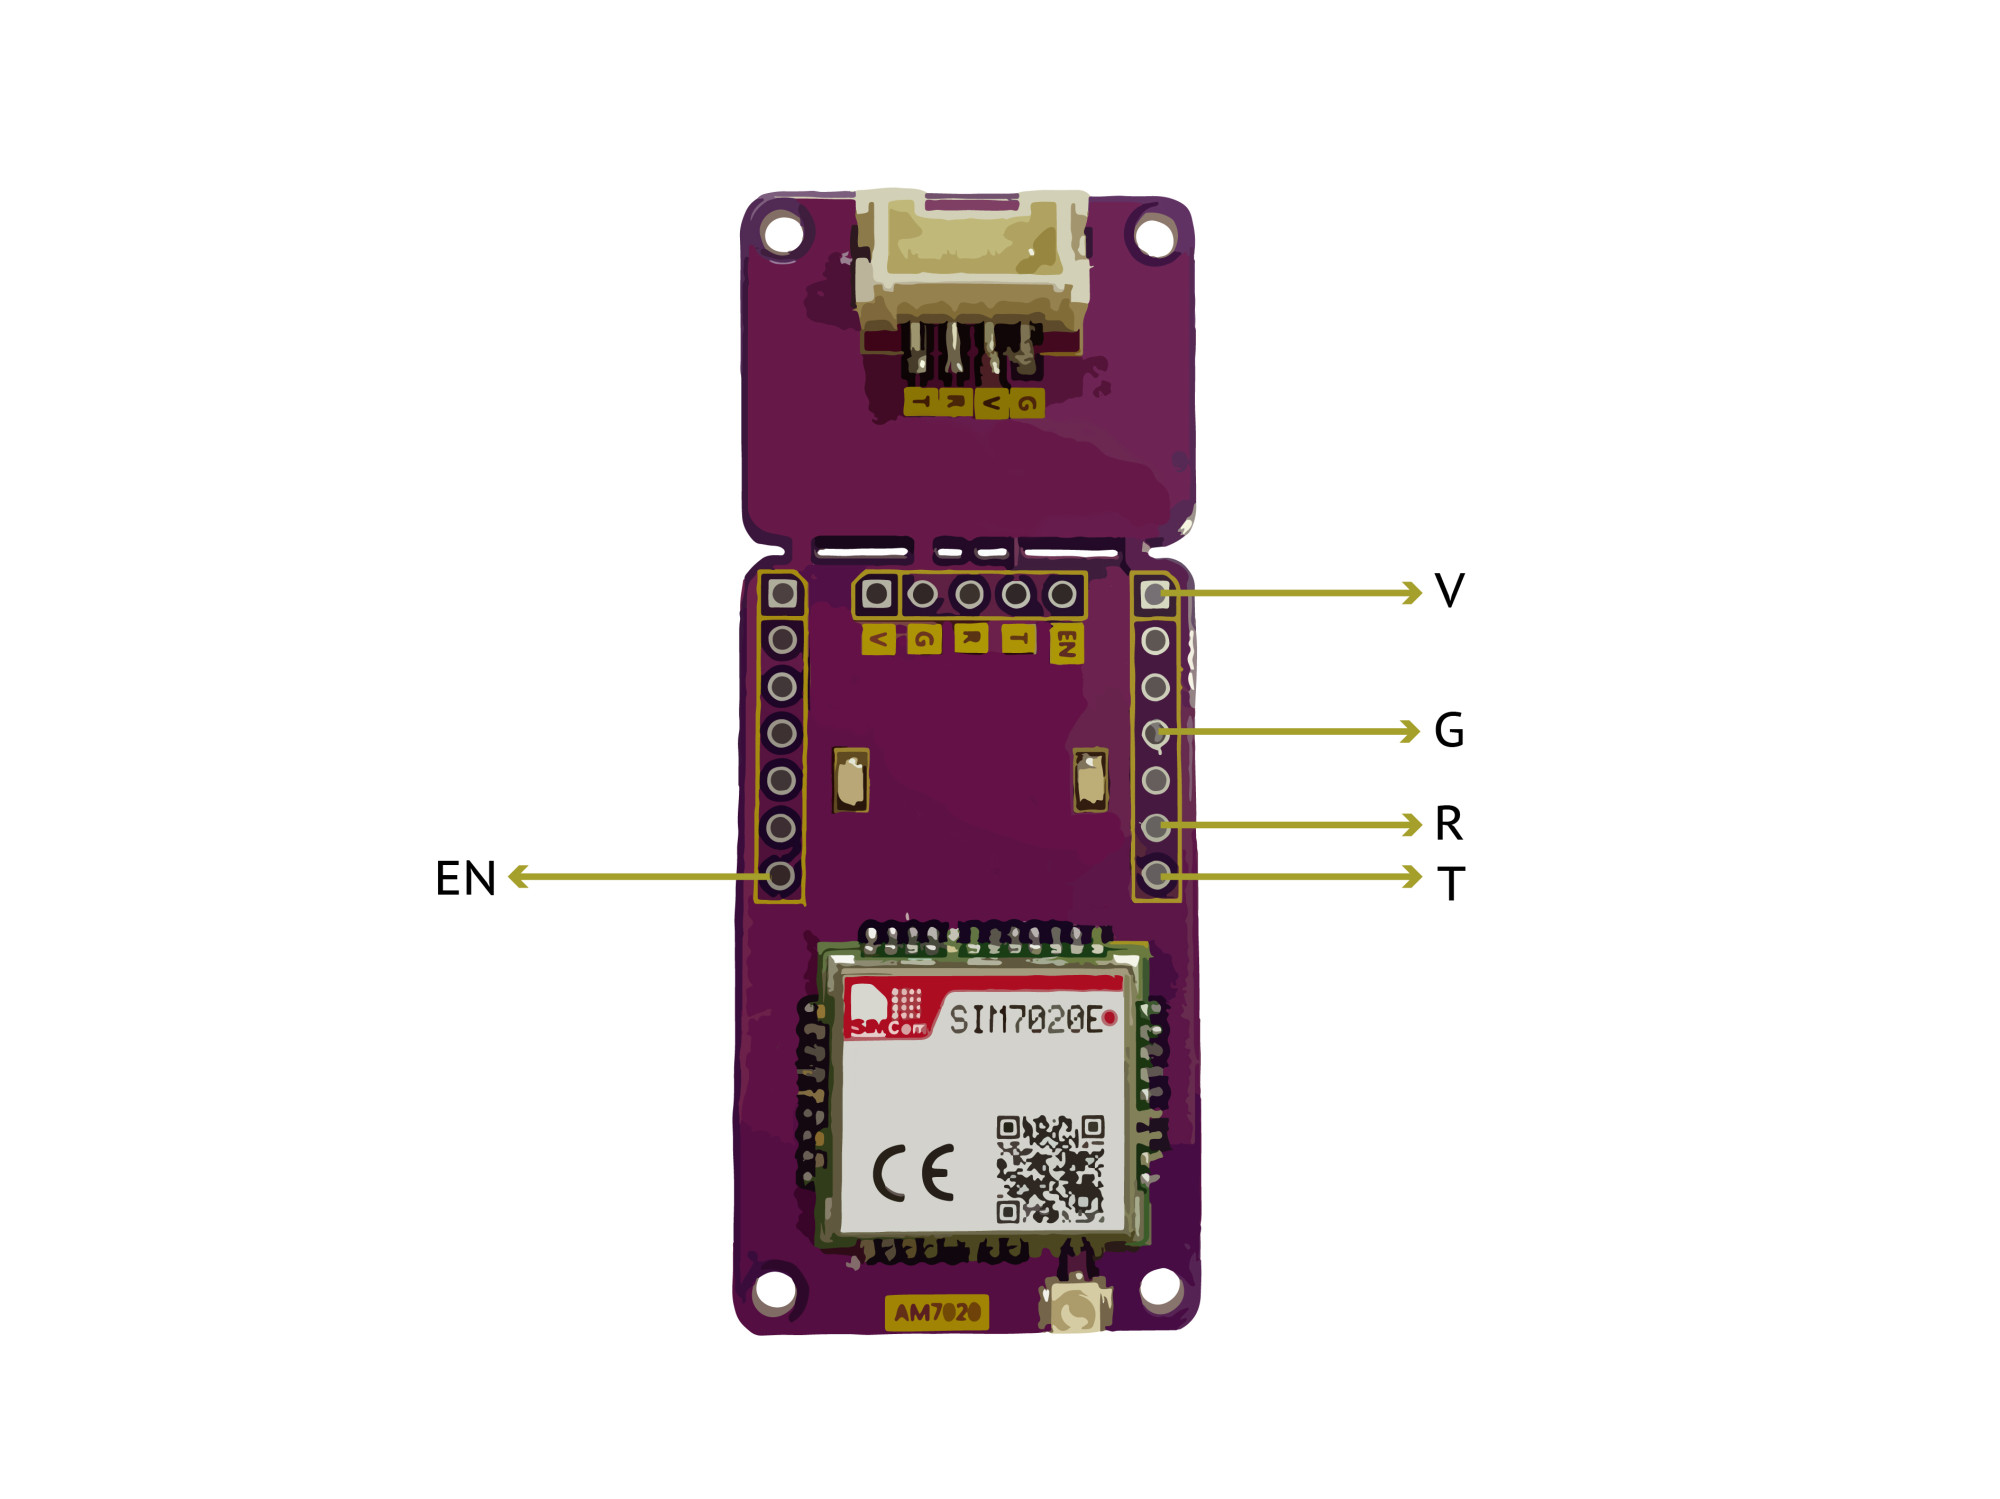 T R V G
V G R T EN
V
G
R
EN
T
SIMCom
SIM7020E
CE
AM7020